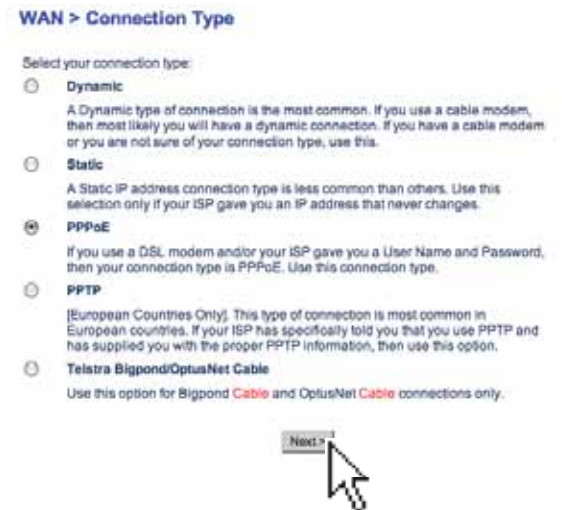 WAN > Connection Type
Select your connection type:
Dynamic
A Dynamic type of connection is the most common. If you use a cable modem,
then most likely you will have a dynamic connection. If you have a cable modem
or you are not sure of your connection type, use this.
Static
A Static IP address connection type is less common than others. Use this
selection only if your ISP gave you an IP address that never changes.
PPPoE
If you use a DSL modem and/or your ISP gave you a User Name and Password,
then your connection type is PPPoE. Use this connection type.
PPTP
[European Countries Only]. This type of connection is most common in
European countries. If your ISP has specifically told you that you use PPTP and
has supplied you with the proper PPTP information, then use this option.
Telstra Bigpond/OptusNet Cable
Use this option for Bigpond Cable and OptusNet Cable connections only.
Next >